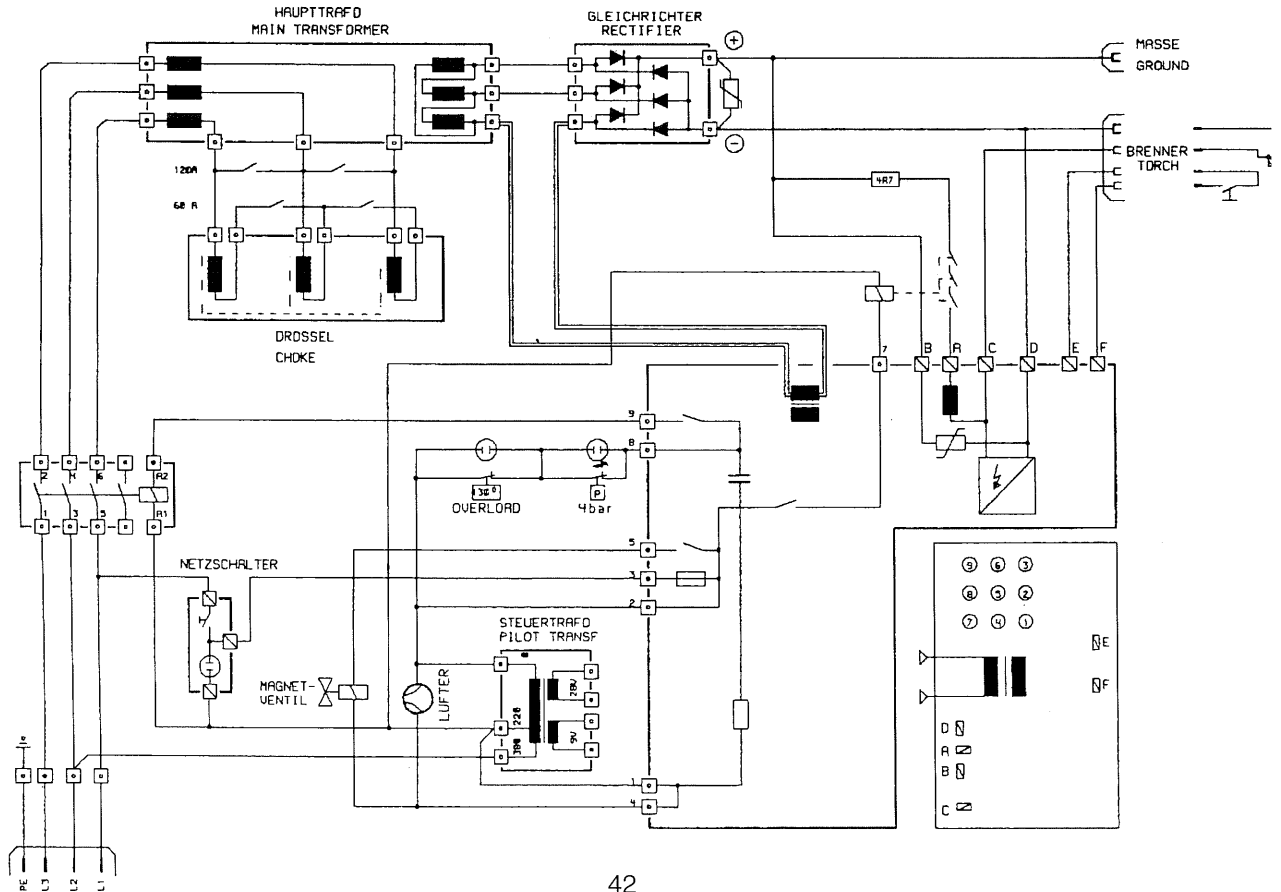 HAUPTTRAFO
MAIN TRANSFORMER
GLEICHRICHTER
RECTIFIER
+
MASSE
GROUND
−
BRENNER
TORCH
120A
4R7
60 A
DROSSEL
CHOKE
7
B
A
C
D
E
F
9
8
2
4
6
A2
130°
P
OVERLOAD
4bar
1
3
5
A1
5
NETZSCHALTER
3
2
9
6
3
8
5
2
7
4
1
STEUERTRAFO
PILOT TRANSF
E
F
MAGNET-
VENTIL
LUFTER
220
380
28V
9V
D
A
B
C
1
4
PE
L3
L2
L1
42